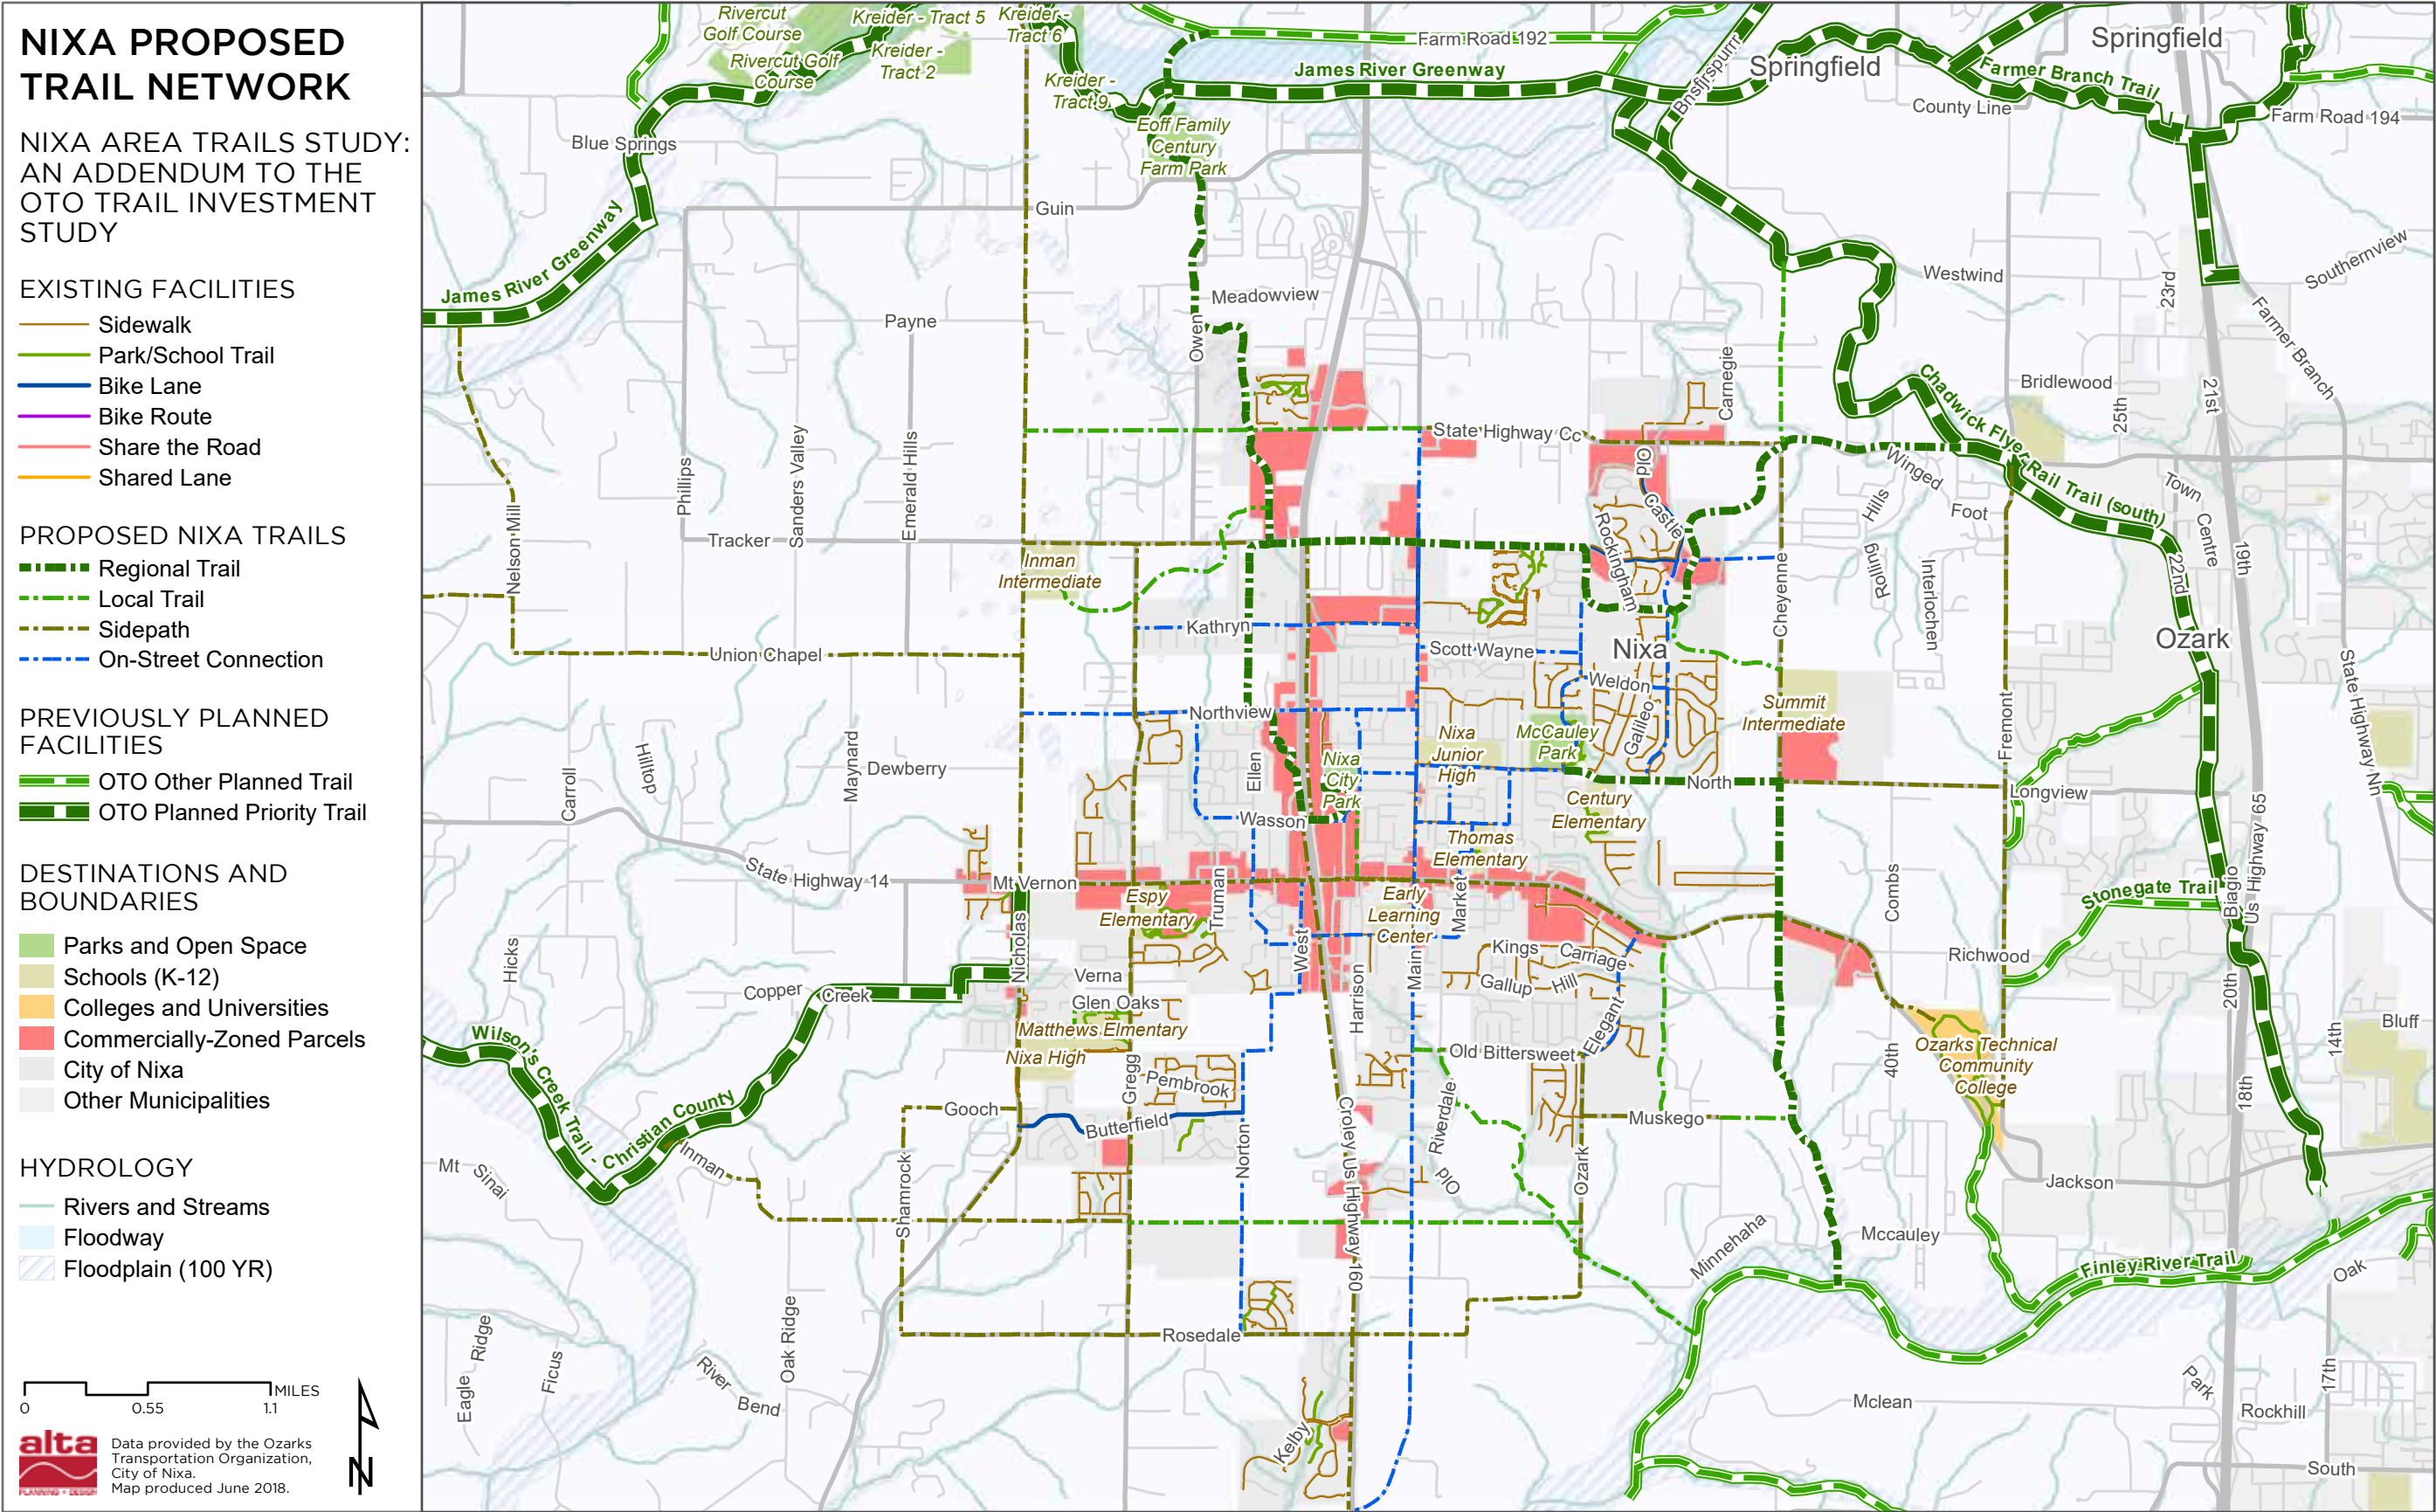 NIXA PROPOSED
TRAIL NETWORK
NIXA AREA TRAILS STUDY:
AN ADDENDUM TO THE
OTO TRAIL INVESTMENT
STUDY
EXISTING FACILITIES
Sidewalk
Park/School Trail
Bike Lane
Bike Route
Share the Road
Shared Lane
PROPOSED NIXA TRAILS
Regional Trail
Local Trail
Sidepath
On-Street Connection
PREVIOUSLY PLANNED
FACILITIES
OTO Other Planned Trail
OTO Planned Priority Trail
DESTINATIONS AND
BOUNDARIES
Parks and Open Space
Schools (K-12)
Colleges and Universities
Commercially-Zoned Parcels
City of Nixa
Other Municipalities
HYDROLOGY
Rivers and Streams
Floodway
Floodplain (100 YR)
MILES
0 0.55 1.1
N
alta
PLANNING + DESIGN
Data provided by the Ozarks
Transportation Organization,
City of Nixa.
Map produced June 2018.
Rivercut
Golf Course
Kreider - Tract 5
Kreider -
Tract 6
Kreider -
Tract 2
Rivercut Golf
Course
Kreider -
Tract 9
Farm Road 192
James River Greenway
Bnsfjrspurrr
Springfield
Springfield
Farmer Branch Trail
County Line
Farm Road 194
Blue Springs
Eoff Family
Century
Farm Park
Guin
James River Greenway
Meadowview
Westwind
23rd
Southernview
Payne
Owen
Carnegie
Farmer Branch
Bridlewood
25th
21st
Chadwick Flyer Rail Trail (south)
State Highway Cc
Old
Castle
Rockingham
Winged
Foot
Hills
Rolling
Interlochen
Town
Centre
22nd
19th
Phillips
Sanders Valley
Emerald Hills
Tracker
Nelson Mill
Inman
Intermediate
Cheyenne
Kathryn
Scott Wayne
Nixa
Ozark
Union Chapel
Weldon
Galileo
Summit
Intermediate
Fremont
State Highway Nn
Northview
Ellen
Nixa
Junior
High
McCauley
Park
Nixa
City
Park
Hilltop
Carroll
Maynard
Dewberry
North
Longview
Century
Elementary
Wasson
Thomas
Elementary
State Highway 14
Mt Vernon
Espy
Elementary
Truman
Early
Learning
Center
Market
Combs
Stonegate Trail
Biagio
Us Highway 65
Hicks
Nicholas
West
Kings
Carriage
Gallup
Hill
Richwood
Verna
Copper
Creek
Glen Oaks
Harrison
Main
Elegant
20th
Matthews Elmentary
Nixa High
Wilson's Creek Trail - Christian County
Old Bittersweet
Ozarks Technical
Community
College
40th
14th
Bluff
Pembrook
Gregg
Gooch
Butterfield
Croley
Us Highway 160
Riverdale
Old
Muskego
18th
Inman
Mt
Sinai
Shamrock
Norton
Ozark
Jackson
Minnehaha
Mccauley
Finley River Trail
Oak
Rosedale
Eagle
Ridge
Ficus
River
Bend
Oak Ridge
Mclean
Park
17th
Rockhill
Kelby
South